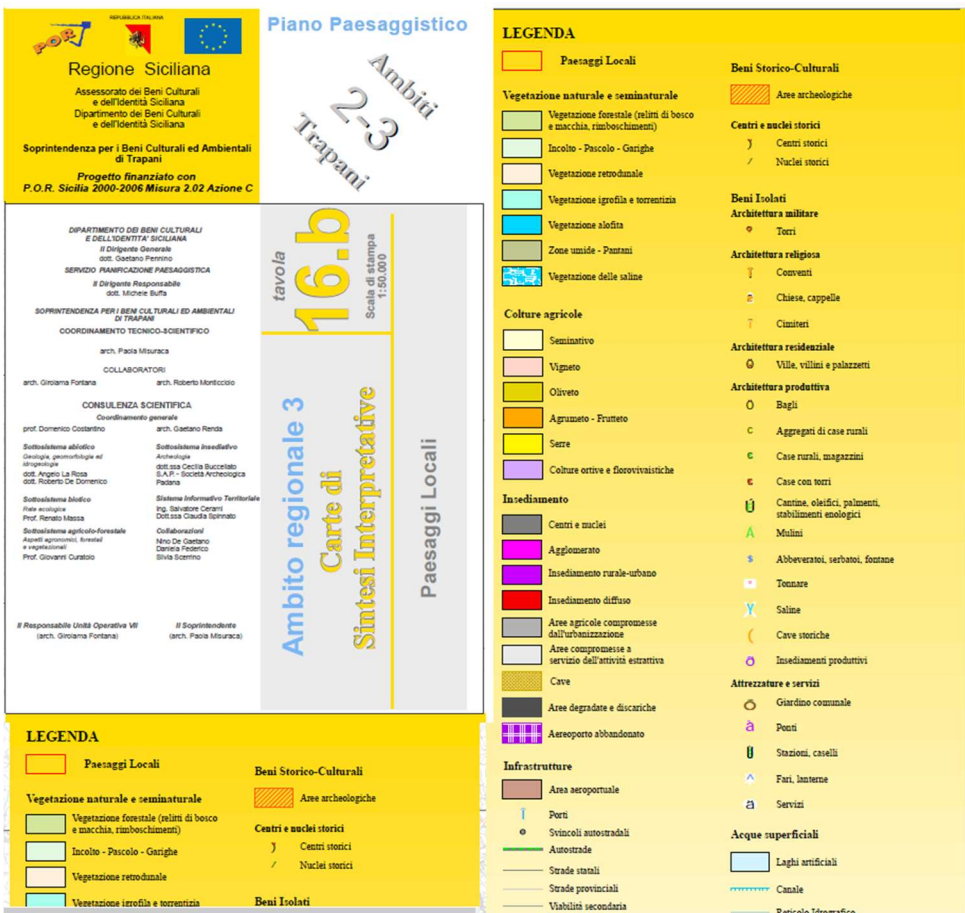 REPUBBLICA ITALIANA
POR
Regione Siciliana
Assessorato dei Beni Culturali
e dell'Identità Siciliana
Dipartimento dei Beni Culturali
e dell'Identità Siciliana
Soprintendenza per i Beni Culturali ed Ambientali
di Trapani
Progetto finanziato con
P.O.R. Sicilia 2000-2006 Misura 2.02 Azione C
Piano Paesaggistico
Ambiti
2-3
Trapani
DIPARTIMENTO DEI BENI CULTURALI
E DELL'IDENTITA' SICILIANA
Il Dirigente Generale
dott. Gaetano Pennino
SERVIZIO PIANIFICAZIONE PAESAGGISTICA
Il Dirigente Responsabile
dott. Michele Buffa
SOPRINTENDENZA PER I BENI CULTURALI ED AMBIENTALI
DI TRAPANI
COORDINAMENTO TECNICO-SCIENTIFICO
arch. Paola Misuraca
COLLABORATORI
arch. Girolama Fontana
arch. Roberto Monticciolo
CONSULENZA SCIENTIFICA
Coordinamento generale
prof. Domenico Costantino
arch. Gaetano Renda
Sottosistema abiotico
Geologia, geomorfologia ed
idrogeologia
dott. Angelo La Rosa
dott. Roberto De Domenico
Sottosistema insediativo
Archeologia
dott.ssa Cecilia Buccellato
S.A.P. - Società Archeologica
Padana
Sottosistema biotico
Rete ecologica
Prof. Renato Massa
Sistema Informativo Territoriale
Ing. Salvatore Cerami
Dott.ssa Claudia Spinnato
Sottosistema agricolo-forestale
Aspetti agronomici, forestali
e vegetazionali
Prof. Giovanni Curatolo
Collaborazioni
Nino De Gaetano
Daniela Federico
Silvia Scerrino
Il Responsabile Unità Operativa VII
(arch. Girolama Fontana)
Il Soprintendente
(arch. Paola Misuraca)
tavola
16.b
Scala di stampa
1:50.000
Ambito regionale 3
Carte di
Sintesi Interpretative
Paesaggi Locali
LEGENDA
Paesaggi Locali
Vegetazione naturale e seminaturale
Vegetazione forestale (relitti di bosco
e macchia, rimboschimenti)
Incolto - Pascolo - Garighe
Vegetazione retrodunale
Vegetazione igrofila e torrentizia
Beni Storico-Culturali
Aree archeologiche
Centri e nuclei storici
Centri storici
Nuclei storici
Beni Isolati
LEGENDA
Paesaggi Locali
Vegetazione naturale e seminaturale
Vegetazione forestale (relitti di bosco
e macchia, rimboschimenti)
Incolto - Pascolo - Garighe
Vegetazione retrodunale
Vegetazione igrofila e torrentizia
Vegetazione alofita
Zone umide - Pantani
Vegetazione delle saline
Colture agricole
Seminativo
Vigneto
Oliveto
Agrumeto - Frutteto
Serre
Colture ortive e florovivaistiche
Insediamento
Centri e nuclei
Agglomerato
Insediamento rurale-urbano
Insediamento diffuso
Aree agricole compromesse
dall'urbanizzazione
Aree compromesse a
servizio dell'attività estrattiva
Cave
Aree degradate e discariche
Aereoporto abbandonato
Infrastrutture
Area aeroportuale
Porti
Svincoli autostradali
Autostrade
Strade statali
Strade provinciali
Viabilità secondaria
Beni Storico-Culturali
Aree archeologiche
Centri e nuclei storici
Centri storici
Nuclei storici
Beni Isolati
Architettura militare
Torri
Architettura religiosa
Conventi
Chiese, cappelle
Cimiteri
Architettura residenziale
Ville, villini e palazzetti
Architettura produttiva
Bagli
Aggregati di case rurali
Case rurali, magazzini
Case con torri
Cantine, oleifici, palmenti,
stabilimenti enologici
Mulini
Abbeveratoi, serbatoi, fontane
Tonnare
Saline
Cave storiche
Insediamenti produttivi
Attrezzature e servizi
Giardino comunale
Ponti
Stazioni, caselli
Fari, lanterne
Servizi
Acque superficiali
Laghi artificiali
Canale
Reticolo Idrografico